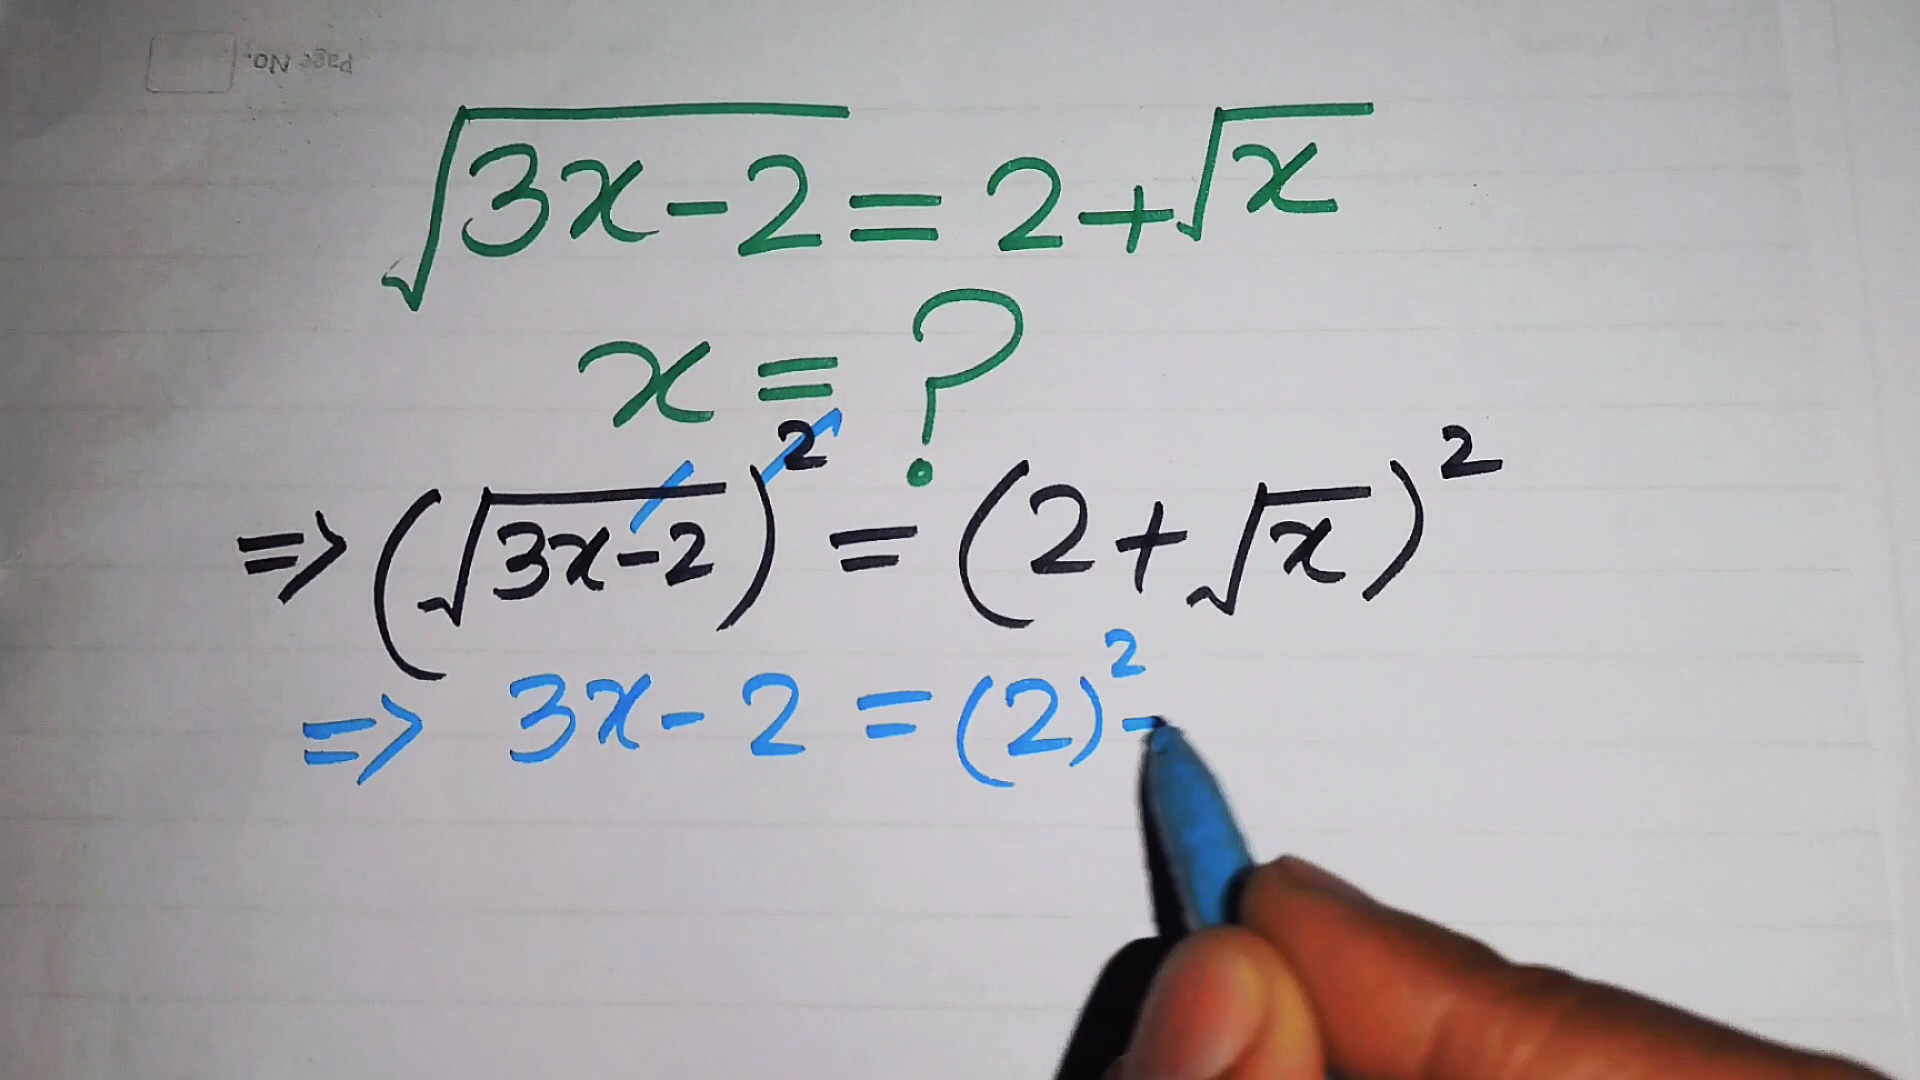 Page No.
√3x-2 = 2+√x
x = ?
⇒ (√3x-2)² = (2+√x)²
⇒ 3x-2 = (2)² -